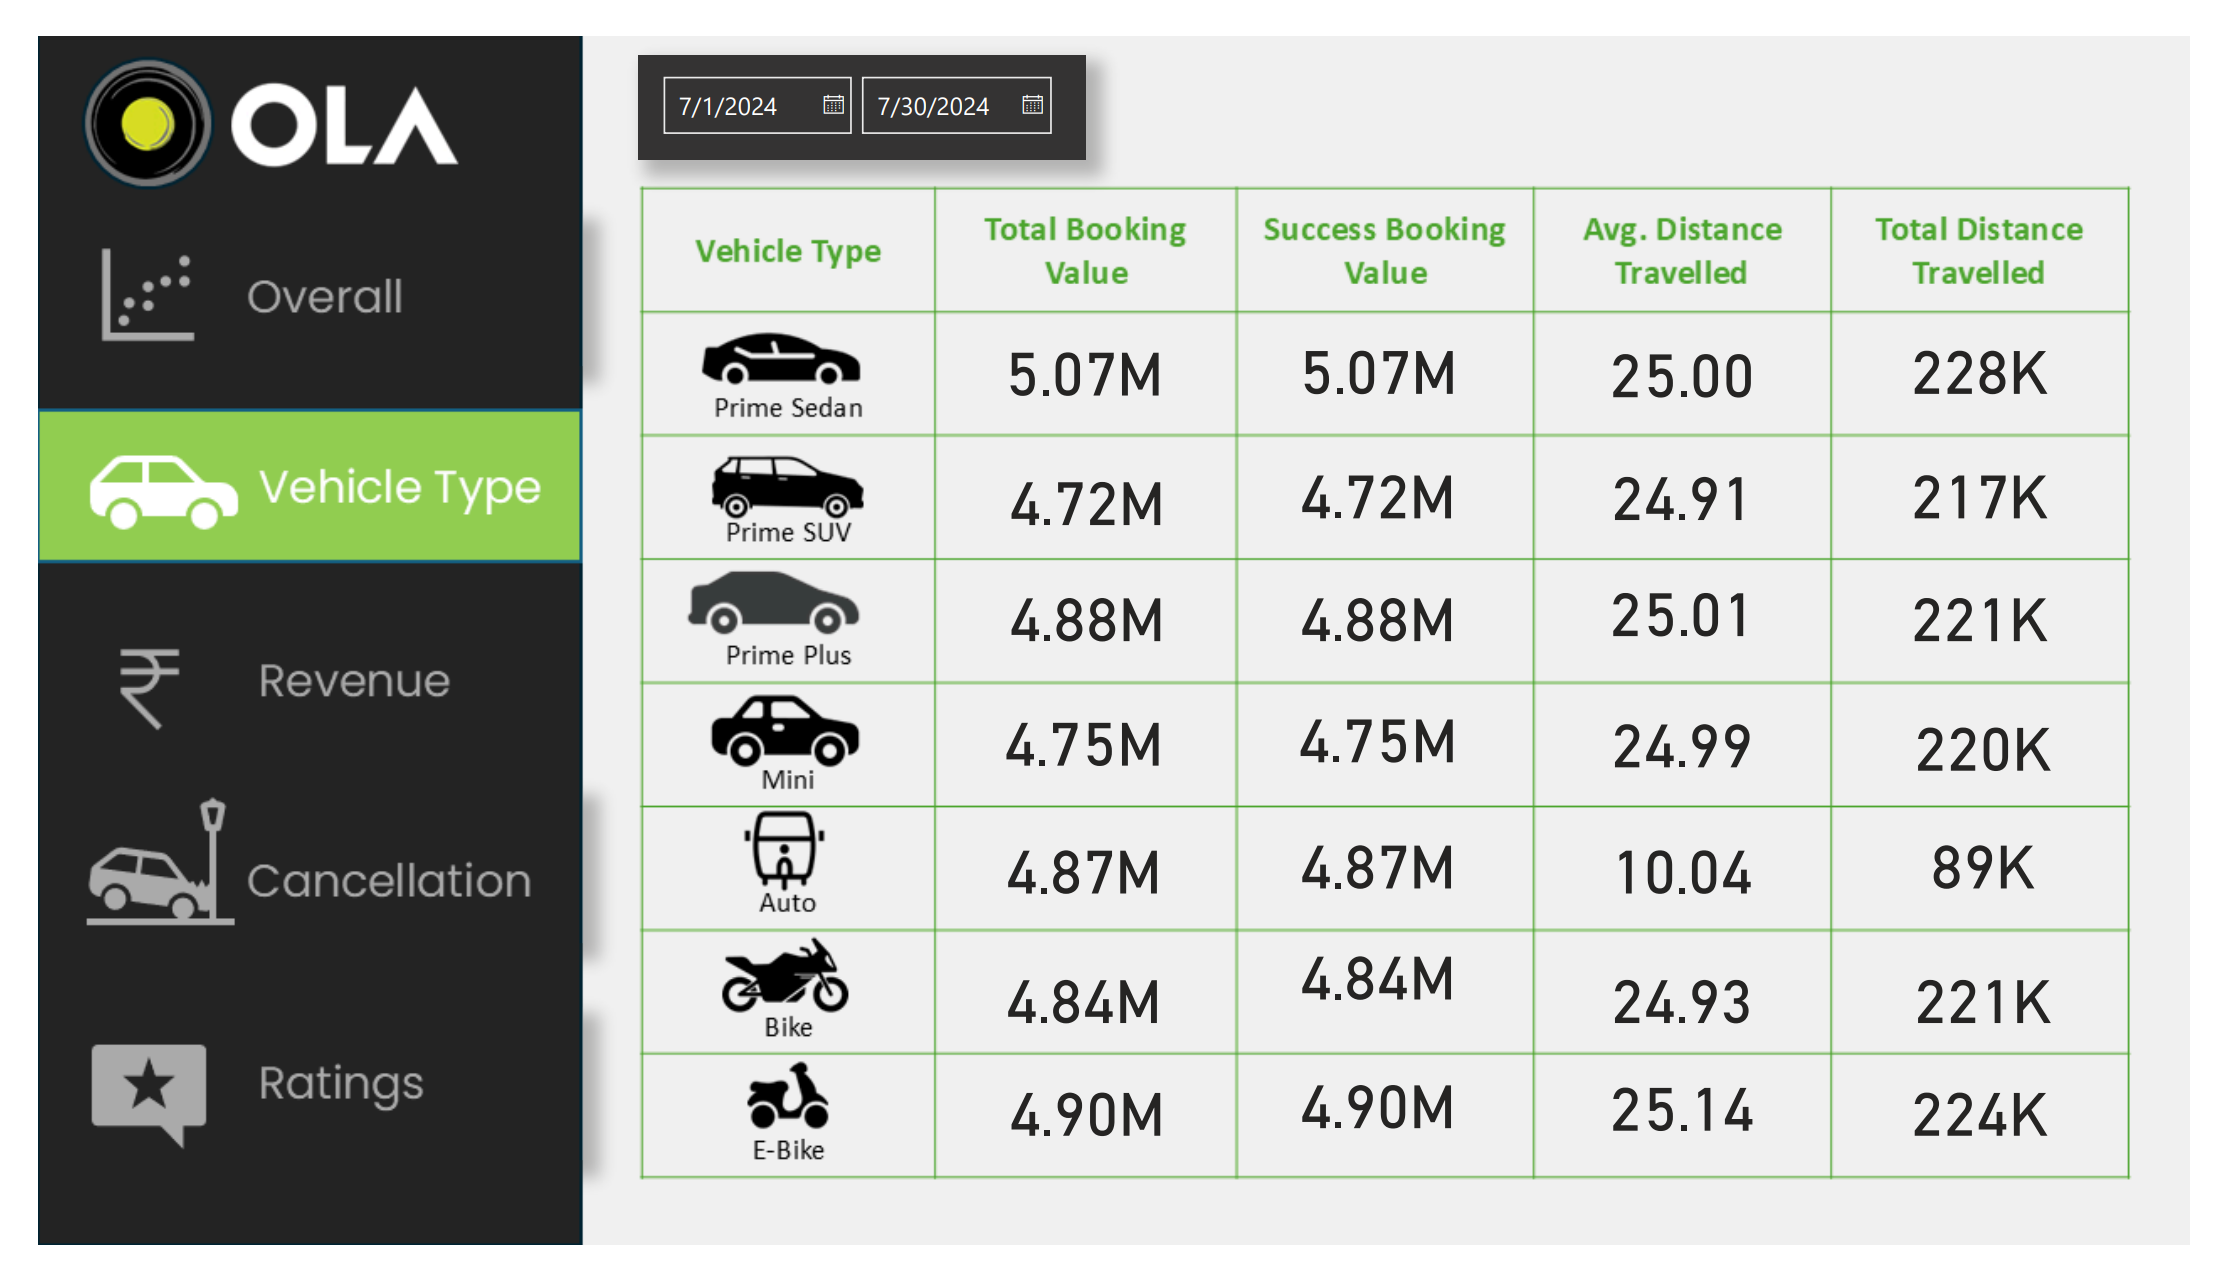 OLA
Overall
Vehicle Type
Revenue
Cancellation
Ratings
7/1/2024 7/30/2024
Vehicle Type
Total Booking
Value
Success Booking
Value
Avg. Distance
Travelled
Total Distance
Travelled
Prime Sedan
5.07M 5.07M 25.00 228K
Prime SUV
4.72M 4.72M 24.91 217K
Prime Plus
4.88M 4.88M 25.01 221K
Mini
4.75M 4.75M 24.99 220K
Auto
4.87M 4.87M 10.04 89K
Bike
4.84M 4.84M 24.93 221K
E-Bike
4.90M 4.90M 25.14 224K